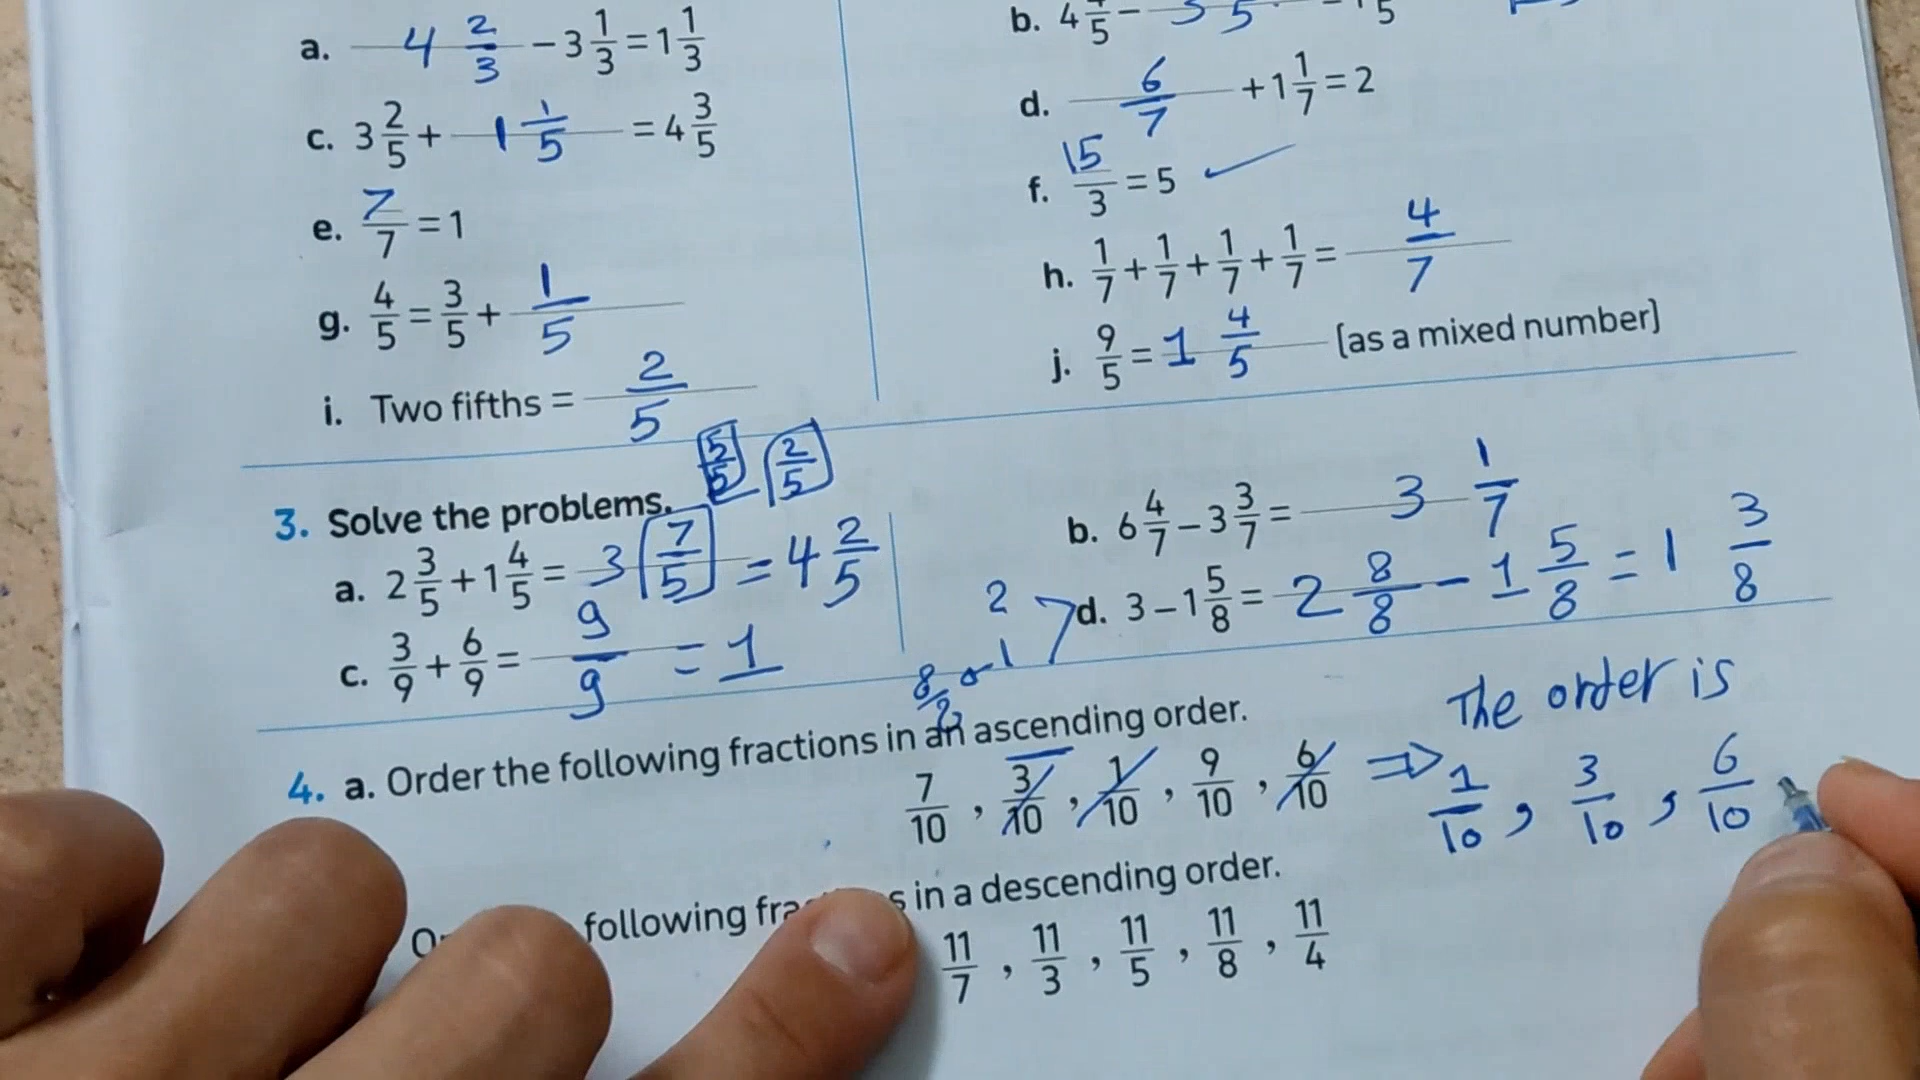 a. 4 2/3 - 3 1/3 = 1 1/3
b. 4 4/5 - 3
c. 3 2/5 + 1 1/5 = 4 3/5
d. 6/7 + 1 1/7 = 2
e. 7/7 = 1
f. 15/3 = 5 ✓
g. 4/5 = 3/5 + 1/5
h. 1/7 + 1/7 + 1/7 + 1/7 = 4/7
i. Two fifths = 2/5
j. 9/5 = 1 4/5 (as a mixed number)
5/5 2/5
3. Solve the problems.
a. 2 3/5 + 1 4/5 = 3 7/5 = 4 2/5
b. 6 4/7 - 3 3/7 = 3 1/7
c. 3/9 + 6/9 = 9/9 = 1
2
d. 3 - 1 5/8 = 2 8/8 - 1 5/8 = 1 3/8
4. a. Order the following fractions in an ascending order.
7/10 , 3/10 , 1/10 , 9/10 , 6/10 ⇒ The order is
1/10 , 3/10 , 6/10
following in a descending order.
11/7 , 11/3 , 11/5 , 11/8 , 11/4